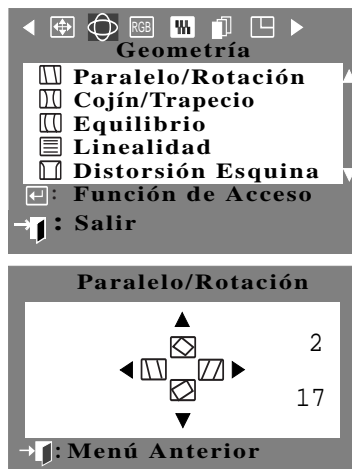 RGB
Geometría
Paralelo/Rotación
Cojín/Trapecio
Equilibrio
Linealidad
Distorsión Esquina
: Función de Acceso
: Salir
Paralelo/Rotación
2
17
: Menú Anterior